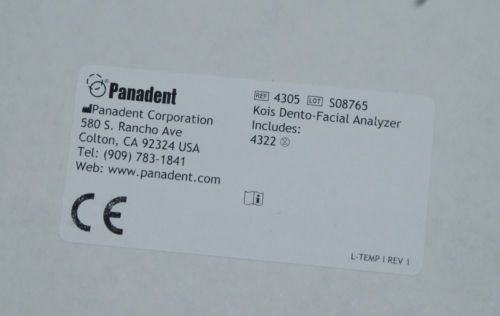 Panadent
Panadent Corporation
580 S. Rancho Ave
Colton, CA 92324 USA
Tel: (909) 783-1841
Web: www.panadent.com
CE
REF 4305 LOT S08765
Kois Dento-Facial Analyzer
Includes:
4322
L-TEMP I REV 1